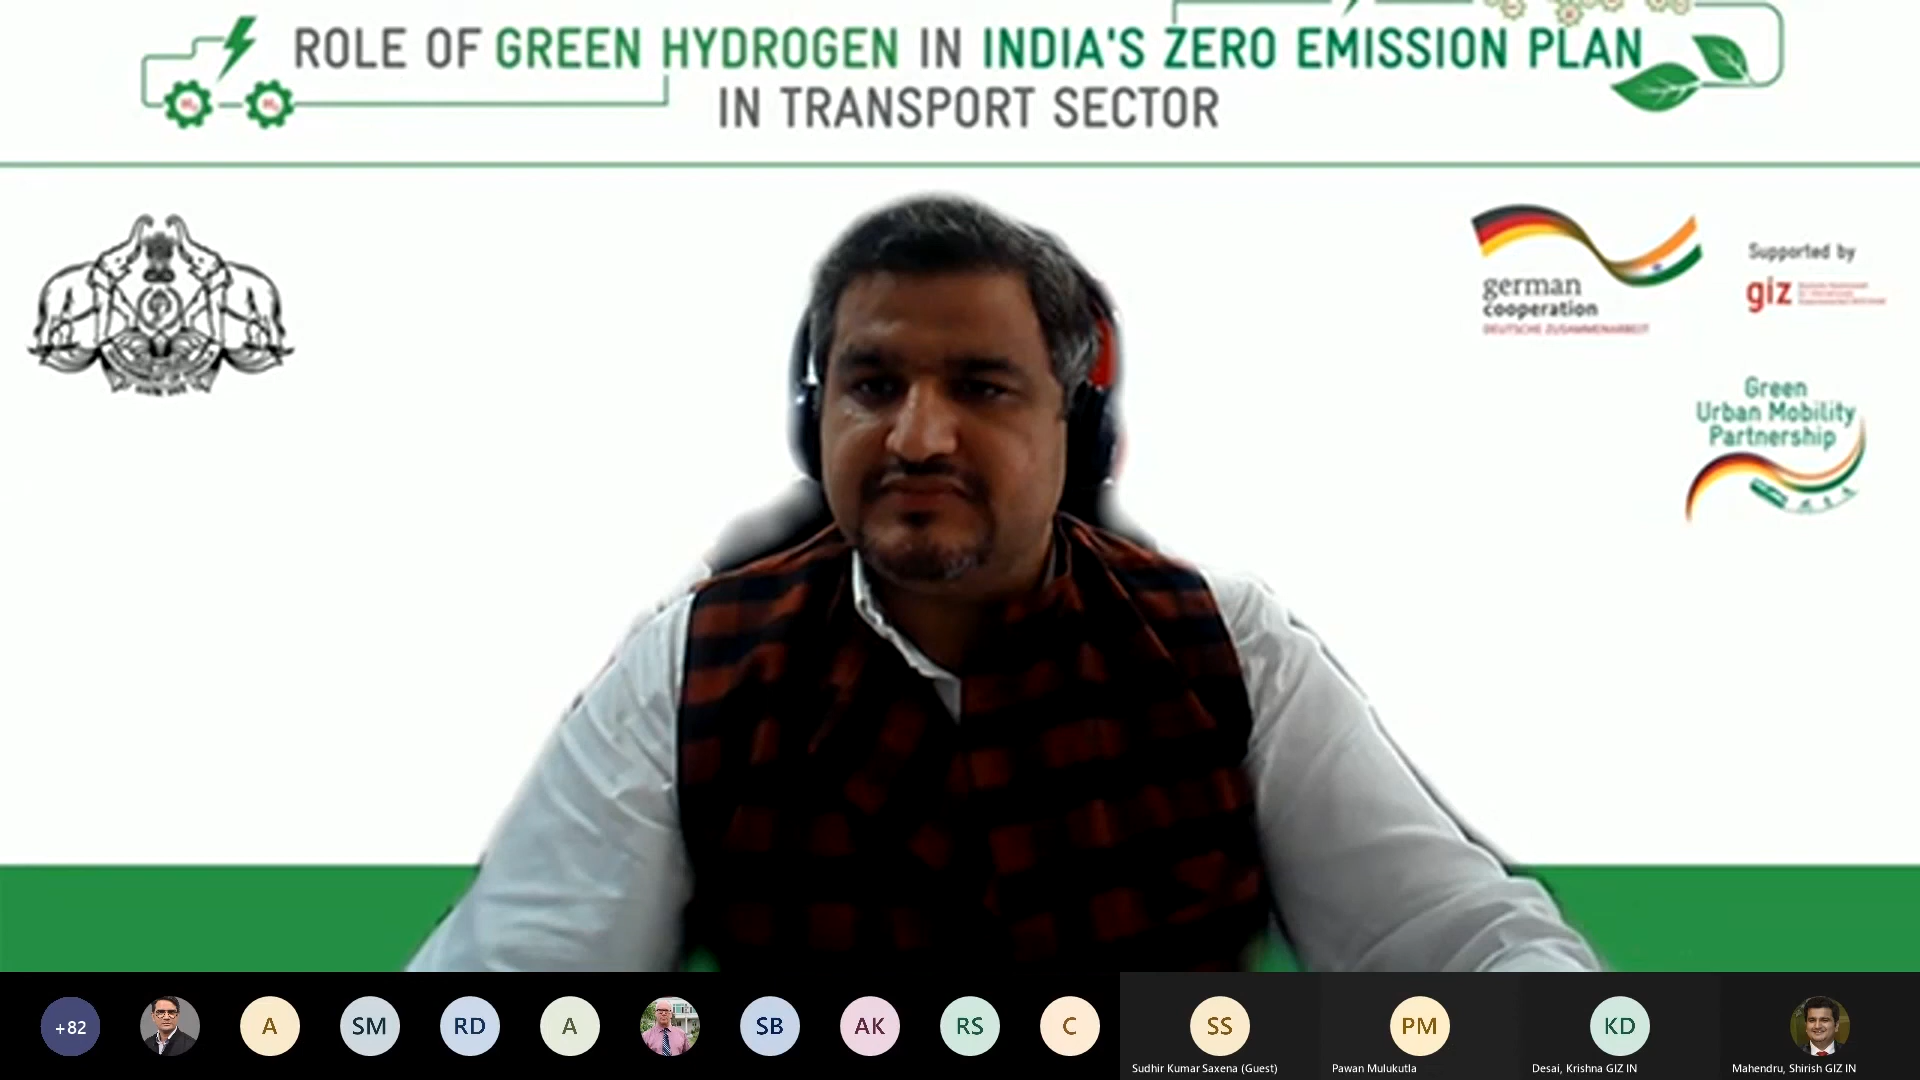 ROLE OF GREEN HYDROGEN IN INDIA'S ZERO EMISSION PLAN
IN TRANSPORT SECTOR
german
cooperation
DEUTSCHE ZUSAMMENARBEIT
Supported by
giz
Green
Urban Mobility
Partnership
+82
A
SM
RD
A
SB
AK
RS
C
SS
PM
KD
Sudhir Kumar Saxena (Guest)
Pawan Mulukutla
Desai, Krishna GIZ IN
Mahendru, Shirish GIZ IN